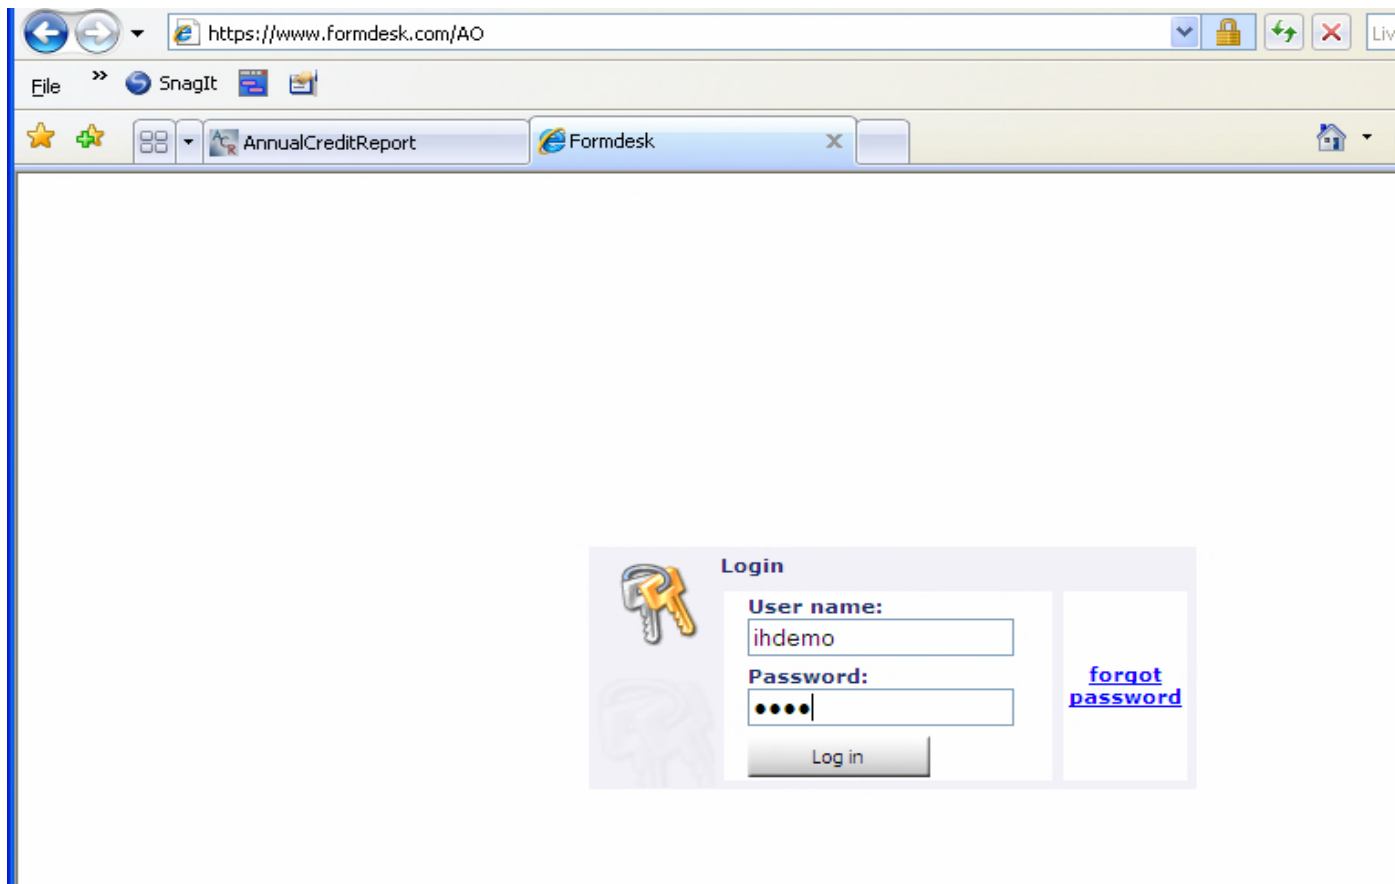 https://www.formdesk.com/AO
Liv
File » SnagIt
AnnualCreditReport Formdesk
Login
User name:
ihdemo
Password:
••••
forgot
password
Log in